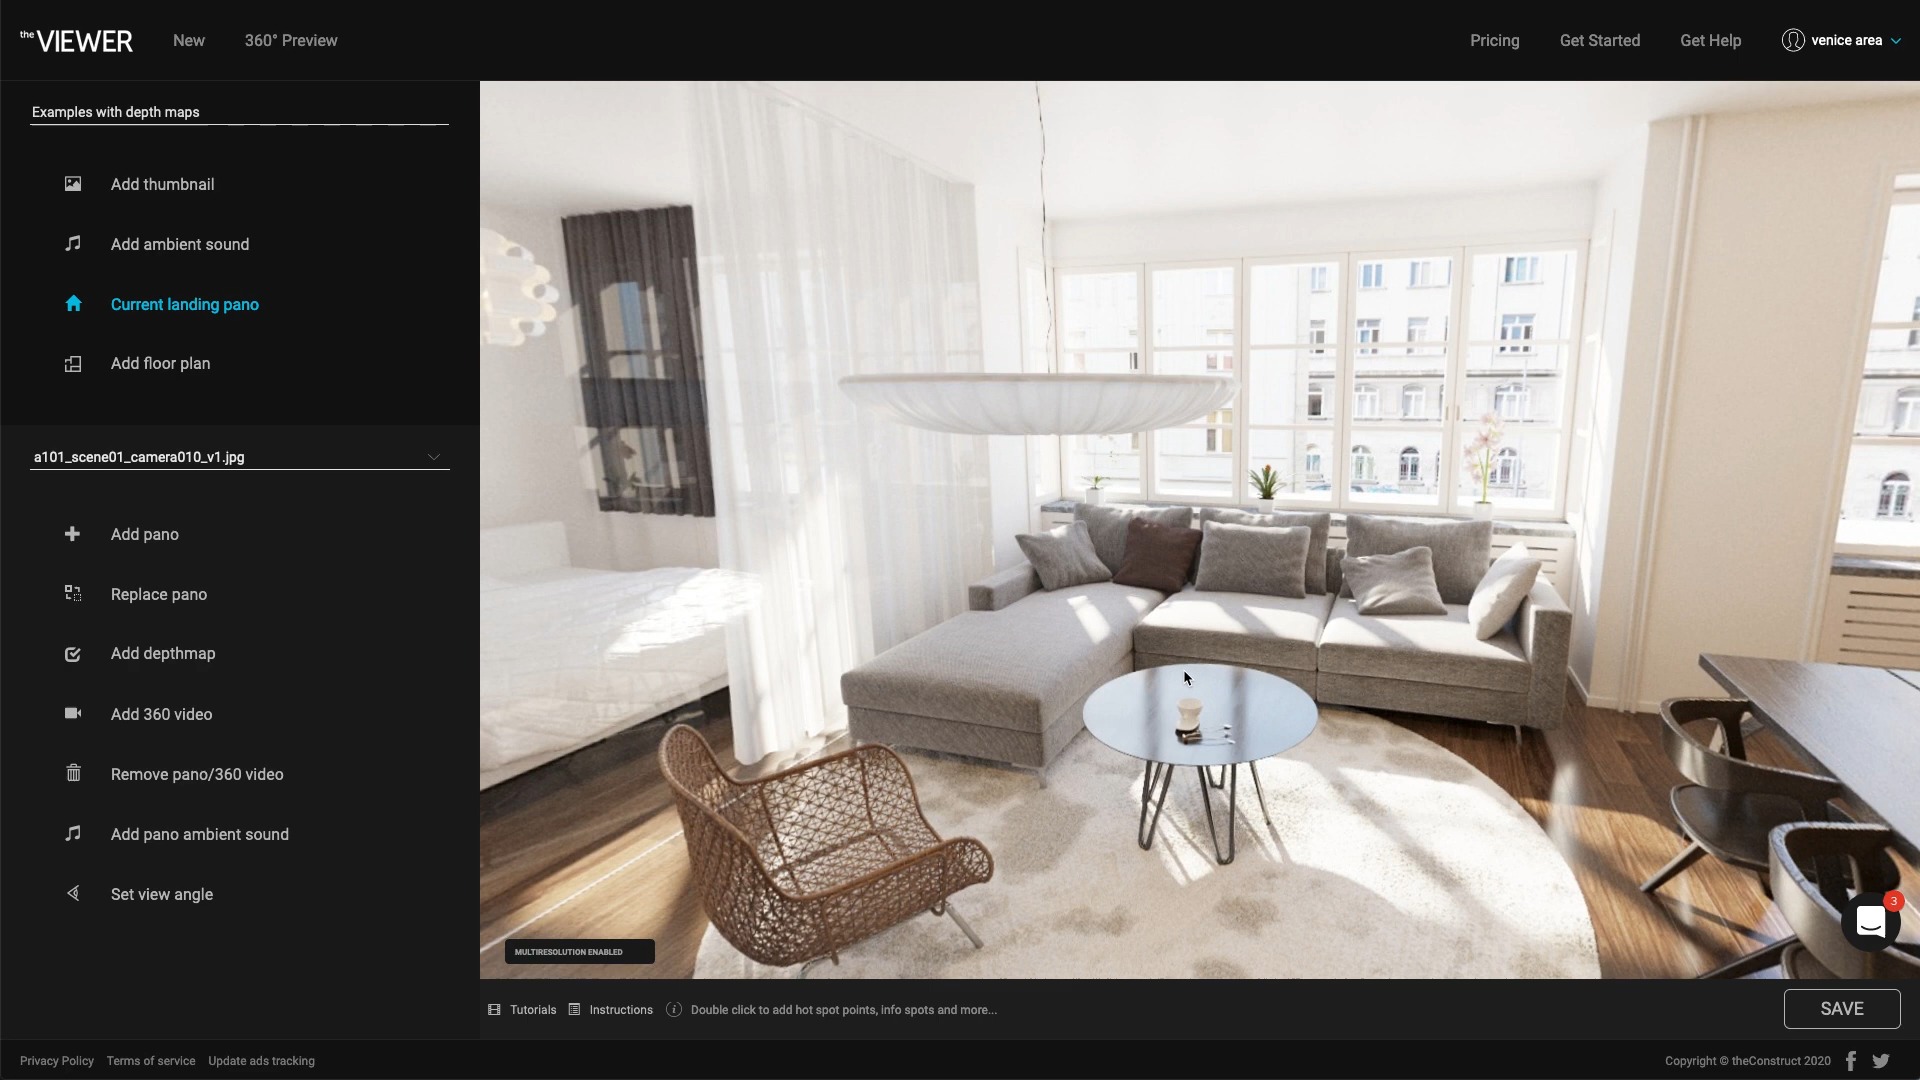 the VIEWER
New
360° Preview
Pricing
Get Started
Get Help
venice area
Examples with depth maps
Add thumbnail
Add ambient sound
Current landing pano
Add floor plan
a101_scene01_camera010_v1.jpg
Add pano
Replace pano
Add depthmap
Add 360 video
Remove pano/360 video
Add pano ambient sound
Set view angle
MULTIRESOLUTION ENABLED
3
Tutorials
Instructions
Double click to add hot spot points, info spots and more...
SAVE
Privacy Policy
Terms of service
Update ads tracking
Copyright © theConstruct 2020